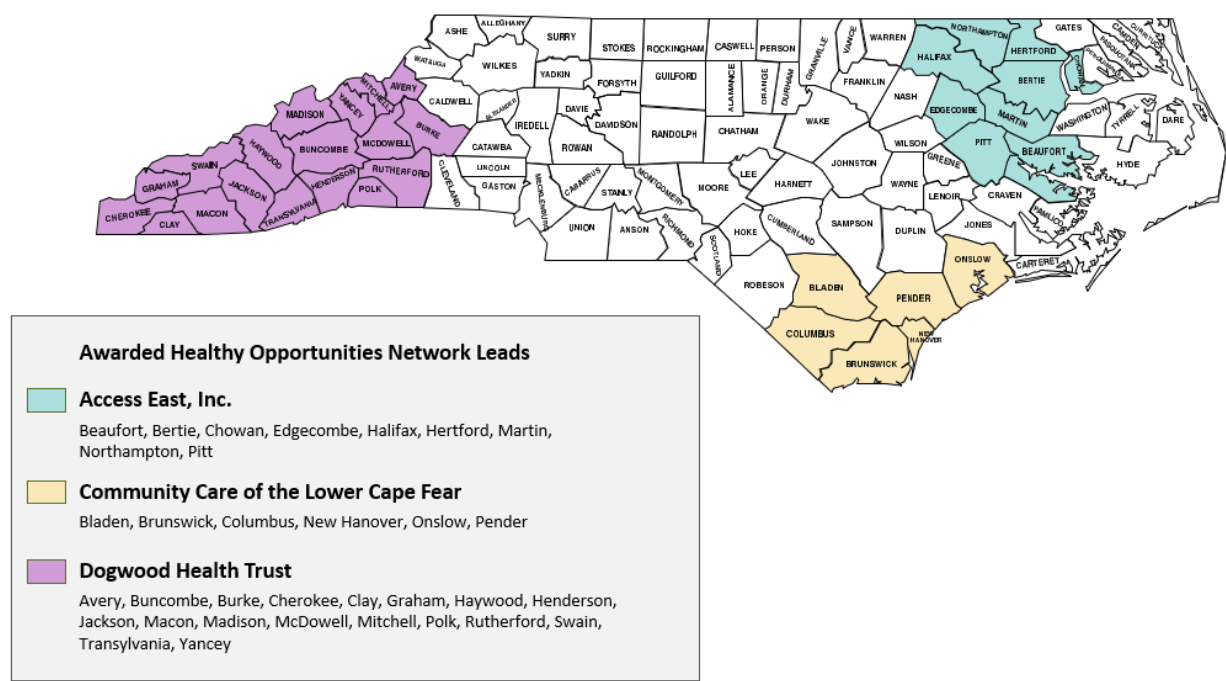 ALLEGHANY
ASHE
SURRY
STOKES
ROCKINGHAM
CASWELL
PERSON
GRANVILLE
VANCE
WARREN
NORTHAMPTON
GATES
CURRITUCK
CAMDEN
PASQUOTANK
PERQUIMANS
HERTFORD
HALIFAX
WATAUGA
WILKES
YADKIN
FORSYTH
GUILFORD
ALAMANCE
ORANGE
DURHAM
FRANKLIN
NASH
BERTIE
CHOWAN
AVERY
MITCHELL
YANCEY
MADISON
CALDWELL
ALEXANDER
IREDELL
DAVIE
DAVIDSON
RANDOLPH
CHATHAM
WAKE
EDGECOMBE
MARTIN
WASHINGTON
TYRRELL
DARE
BURKE
MCDOWELL
BUNCOMBE
HAYWOOD
SWAIN
CATAWBA
ROWAN
WILSON
PITT
BEAUFORT
HYDE
GRAHAM
JACKSON
HENDERSON
RUTHERFORD
POLK
CLEVELAND
LINCOLN
GASTON
MECKLENBURG
CABARRUS
STANLY
MONTGOMERY
MOORE
LEE
HARNETT
JOHNSTON
WAYNE
GREENE
LENOIR
CRAVEN
PAMLICO
CHEROKEE
CLAY
MACON
TRANSYLVANIA
UNION
ANSON
RICHMOND
SCOTLAND
HOKE
CUMBERLAND
SAMPSON
DUPLIN
JONES
CARTERET
ONSLOW
ROBESON
BLADEN
PENDER
COLUMBUS
NEW
HANOVER
BRUNSWICK
Awarded Healthy Opportunities Network Leads
Access East, Inc.
Beaufort, Bertie, Chowan, Edgecombe, Halifax, Hertford, Martin,
Northampton, Pitt
Community Care of the Lower Cape Fear
Bladen, Brunswick, Columbus, New Hanover, Onslow, Pender
Dogwood Health Trust
Avery, Buncombe, Burke, Cherokee, Clay, Graham, Haywood, Henderson,
Jackson, Macon, Madison, McDowell, Mitchell, Polk, Rutherford, Swain,
Transylvania, Yancey